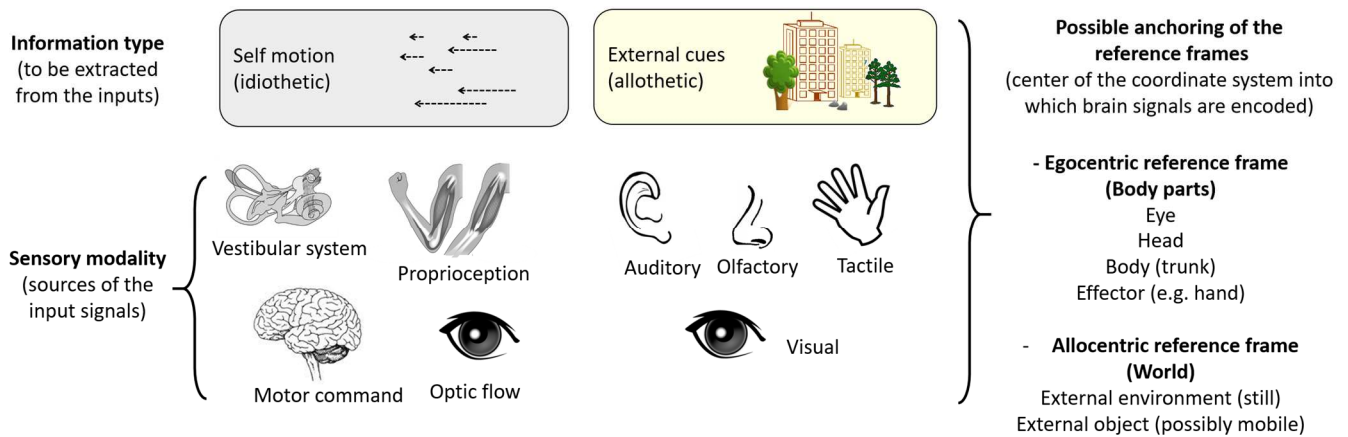 Information type
(to be extracted
from the inputs)
Self motion
(idiothetic)
External cues
(allothetic)
Possible anchoring of the
reference frames
(center of the coordinate system into
which brain signals are encoded)
Sensory modality
(sources of the
input signals)
Vestibular system
Proprioception
Motor command
Optic flow
Auditory
Olfactory
Tactile
Visual
- Egocentric reference frame
(Body parts)
Eye
Head
Body (trunk)
Effector (e.g. hand)
- Allocentric reference frame
(World)
External environment (still)
External object (possibly mobile)